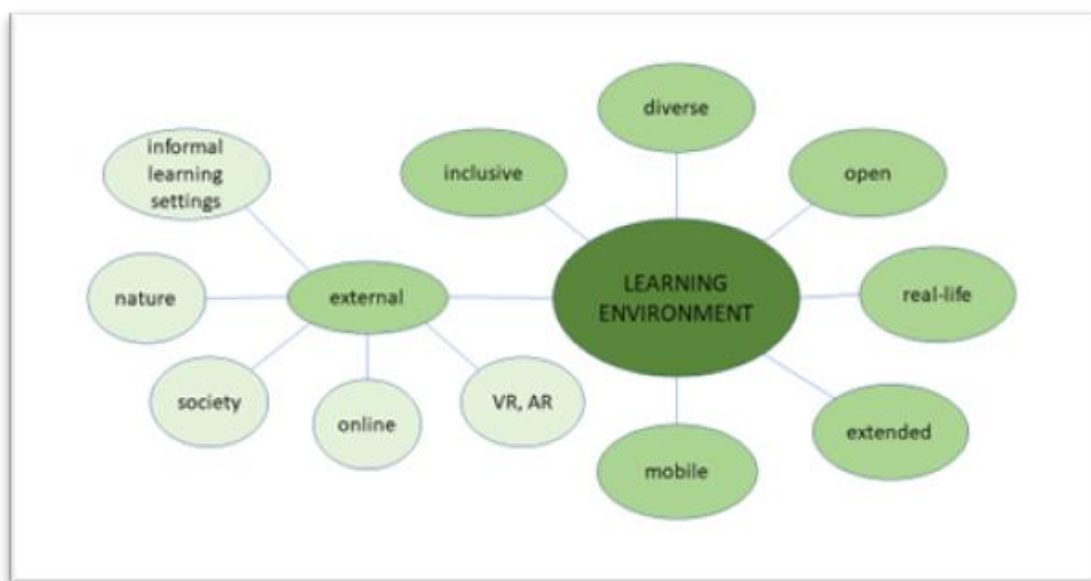 diverse
informal
learning
settings
inclusive
open
nature
external
LEARNING
ENVIRONMENT
real-life
society
online
VR, AR
extended
mobile